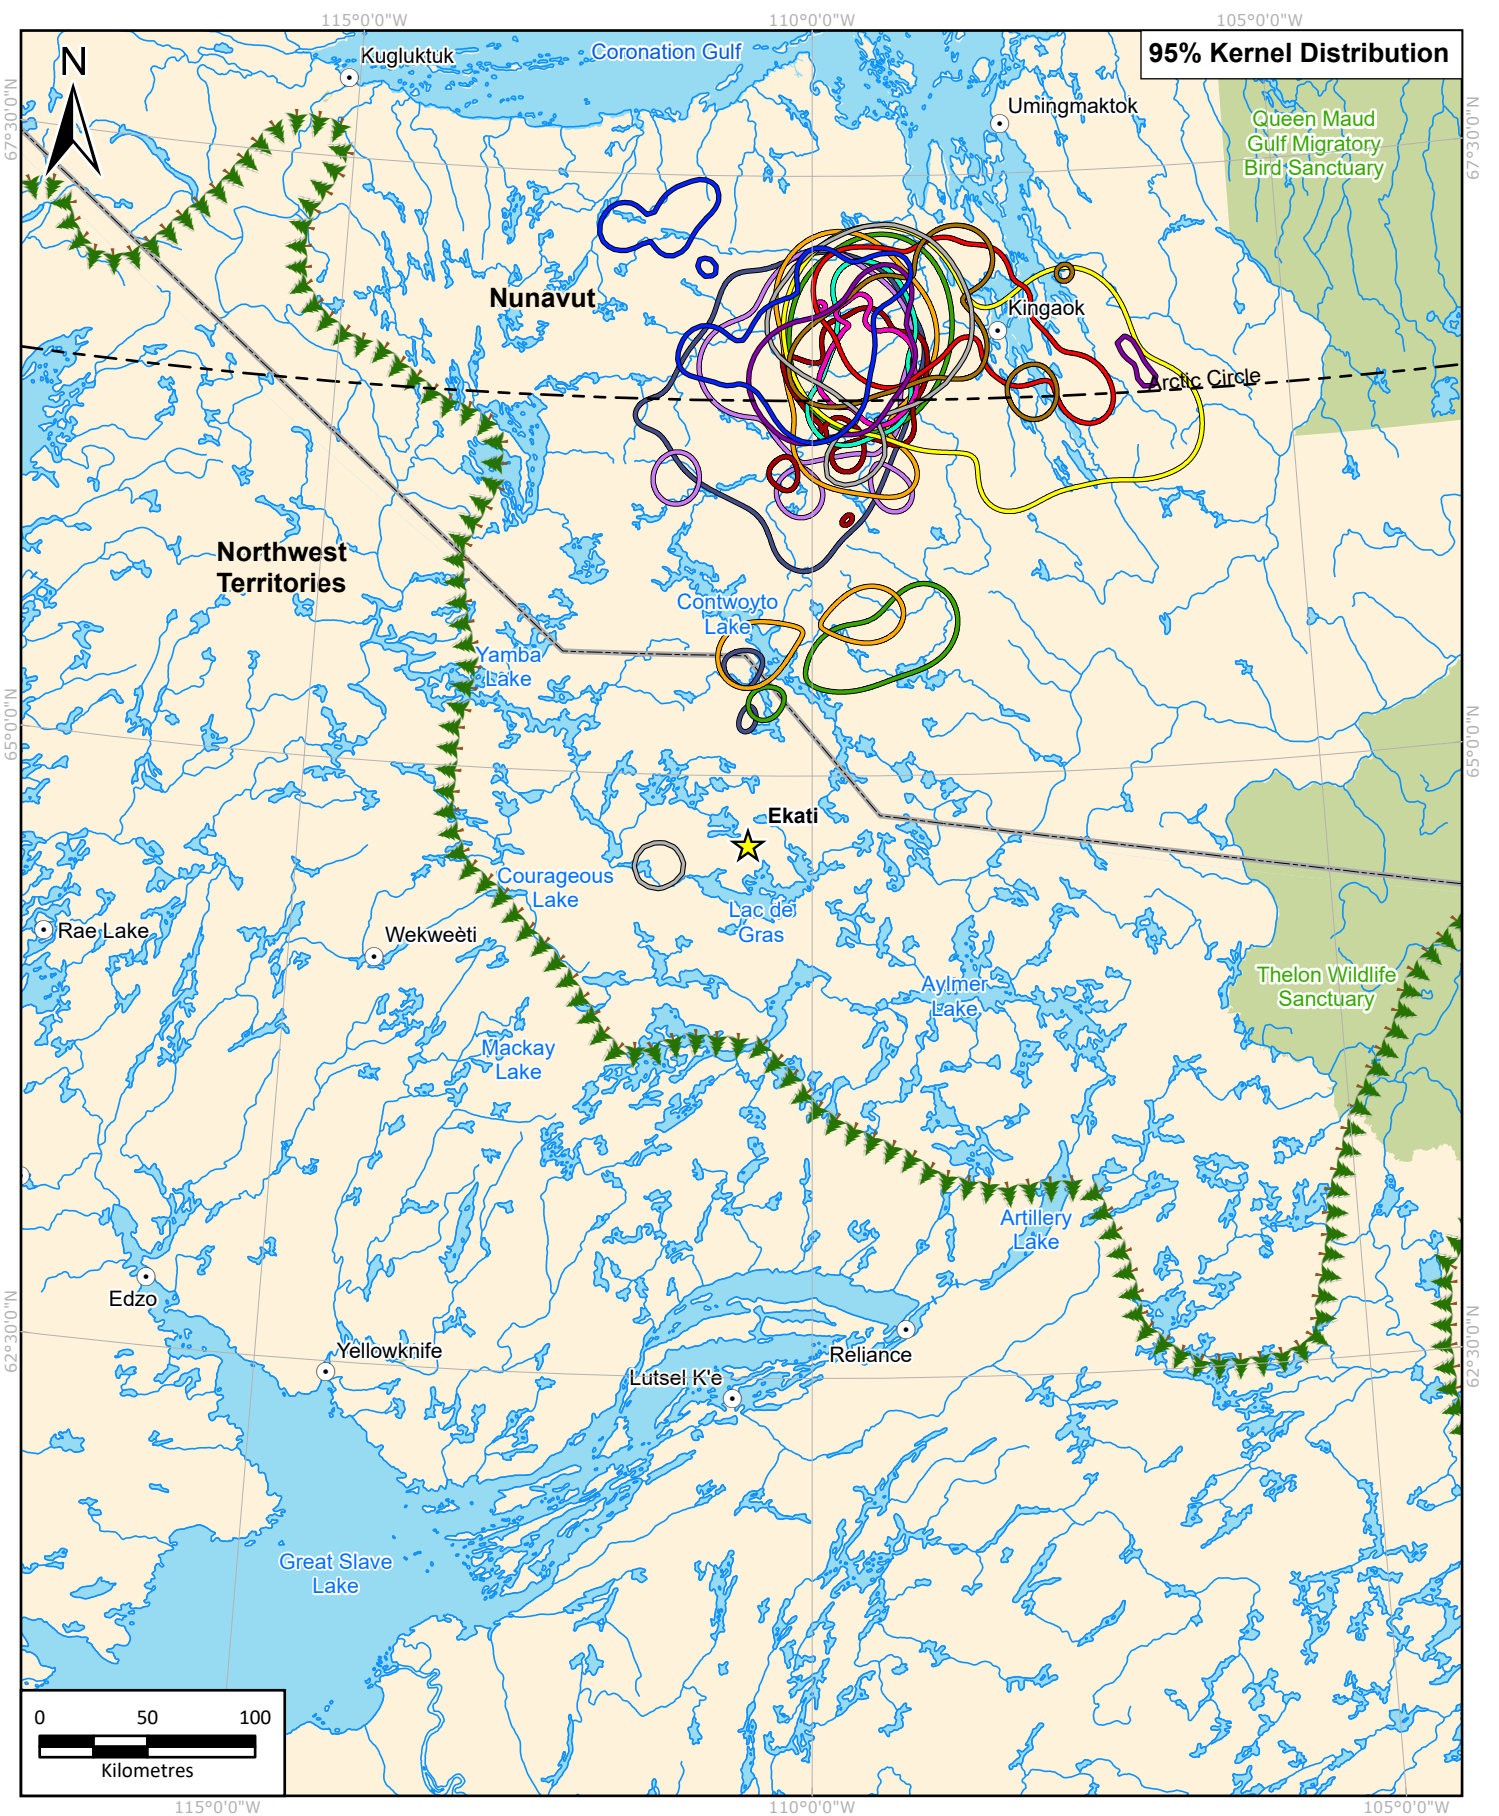 115°0'0"W
110°0'0"W
105°0'0"W
95% Kernel Distribution
N
Kugluktuk
Coronation Gulf
Umingmaktok
67°30'0"N
67°30'0"N
Queen Maud
Gulf Migratory
Bird Sanctuary
Nunavut
Kingaok
Arctic Circle
Northwest
Territories
Contwoyto
Lake
Yamba
Lake
65°0'0"N
65°0'0"N
Ekati
Courageous
Lake
Lac de
Gras
Rae Lake
Wekweèti
Aylmer
Lake
Thelon Wildlife
Sanctuary
Mackay
Lake
Artillery
Lake
Edzo
62°30'0"N
62°30'0"N
Yellowknife
Reliance
Lutsel K'e
Great Slave
Lake
0 50 100
Kilometres
115°0'0"W
110°0'0"W
105°0'0"W